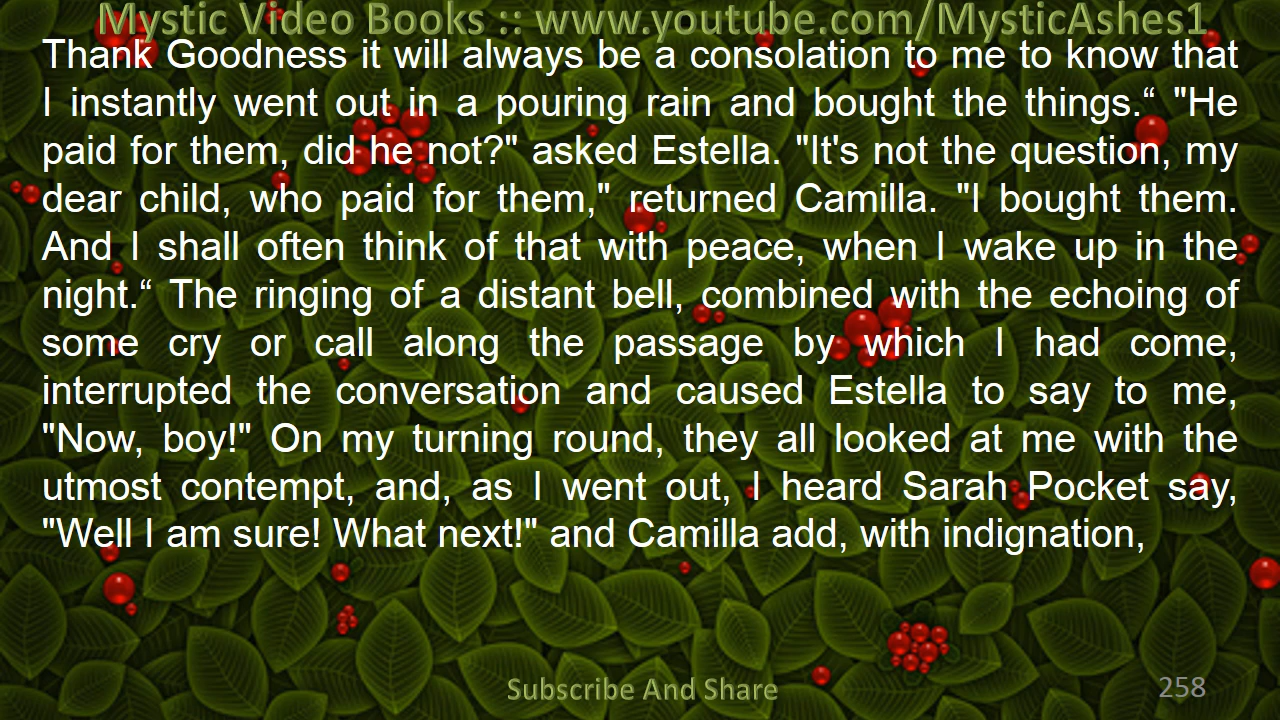 Mystic Video Books :: www.youtube.com/MysticAshes1
Thank Goodness it will always be a consolation to me to know that
I instantly went out in a pouring rain and bought the things.“ "He
paid for them, did he not?" asked Estella. "It's not the question, my
dear child, who paid for them," returned Camilla. "I bought them.
And I shall often think of that with peace, when I wake up in the
night.“ The ringing of a distant bell, combined with the echoing of
some cry or call along the passage by which I had come,
interrupted the conversation and caused Estella to say to me,
"Now, boy!" On my turning round, they all looked at me with the
utmost contempt, and, as I went out, I heard Sarah Pocket say,
"Well I am sure! What next!" and Camilla add, with indignation,
Subscribe And Share
258